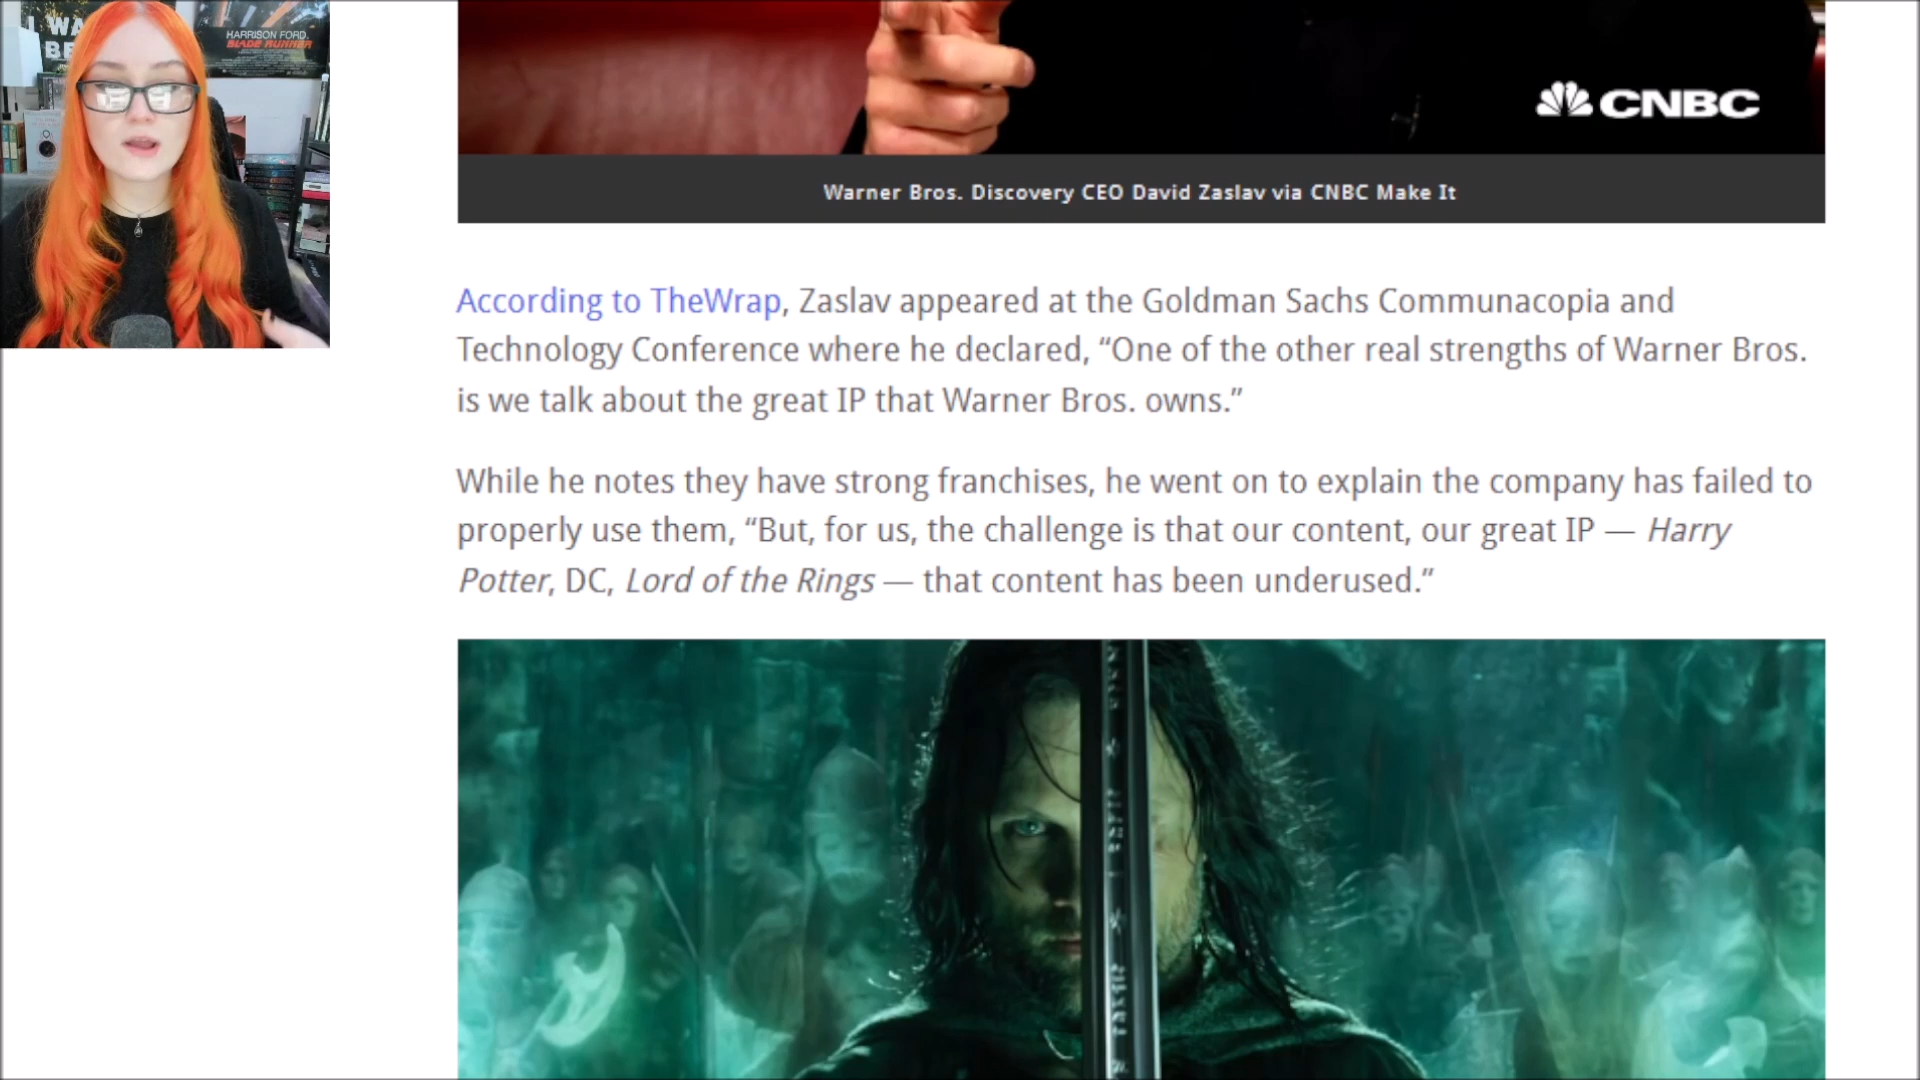 I WA
BE
HARRISON FORD.
BLADE RUNNER
CNBC
Warner Bros. Discovery CEO David Zaslav via CNBC Make It
According to TheWrap, Zaslav appeared at the Goldman Sachs Communacopia and
Technology Conference where he declared, “One of the other real strengths of Warner Bros.
is we talk about the great IP that Warner Bros. owns.”
While he notes they have strong franchises, he went on to explain the company has failed to
properly use them, “But, for us, the challenge is that our content, our great IP — Harry
Potter, DC, Lord of the Rings — that content has been underused.”